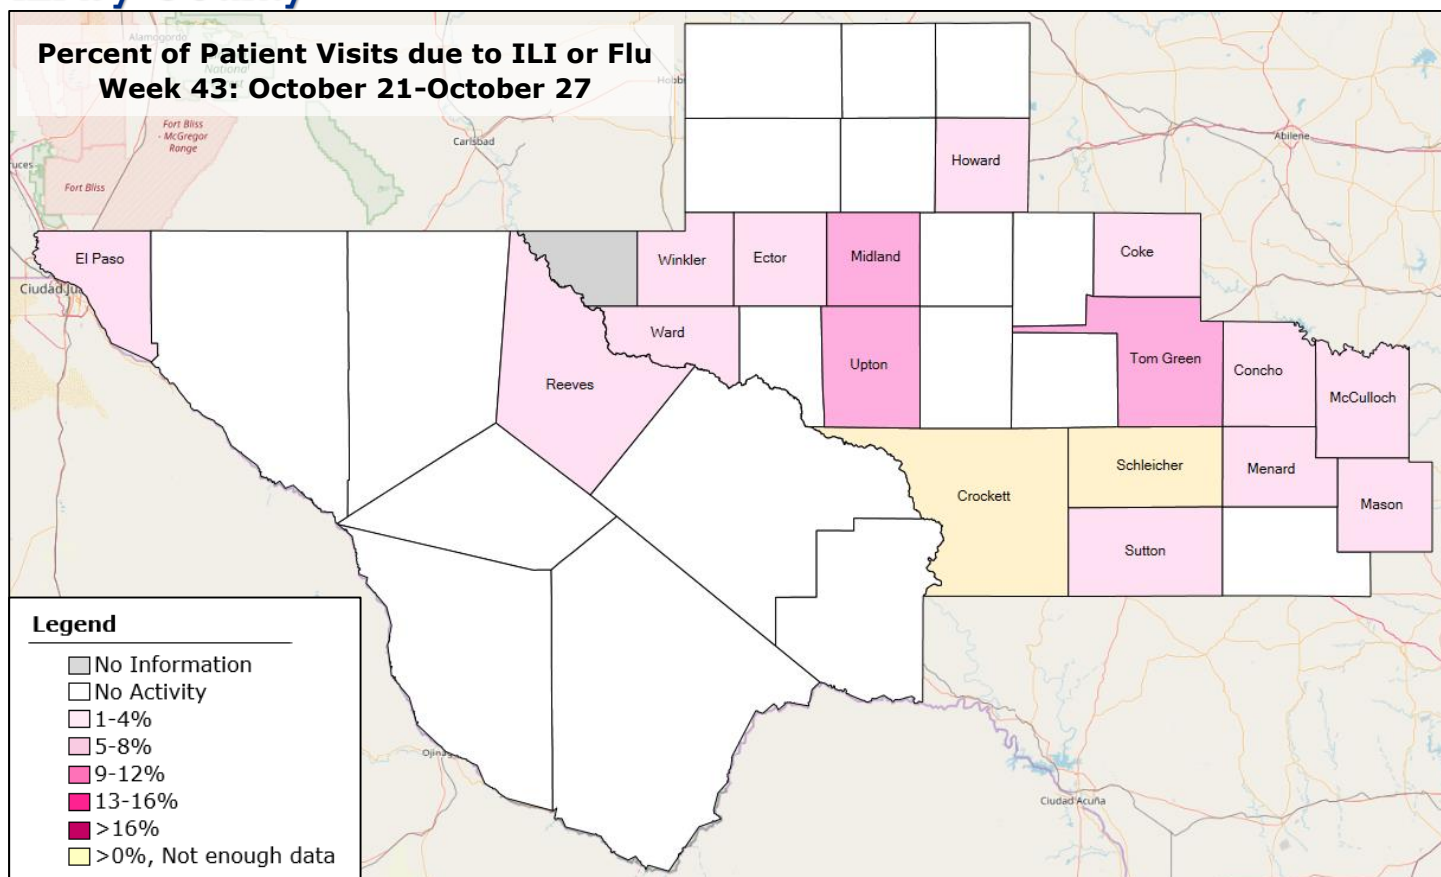 Percent of Patient Visits due to ILI or Flu
Week 43: October 21-October 27
Alamogordo
National
Hobbs
Fort Bliss
- McGregor
Range
Carlsbad
Abilene
Fort Bliss
Howard
El Paso
Winkler
Ector
Midland
Coke
Ward
Reeves
Upton
Tom Green
Concho
McCulloch
Crockett
Schleicher
Menard
Mason
Sutton
Ciudad Acuña
Legend
No Information
No Activity
1-4%
5-8%
9-12%
13-16%
>16%
>0%, Not enough data